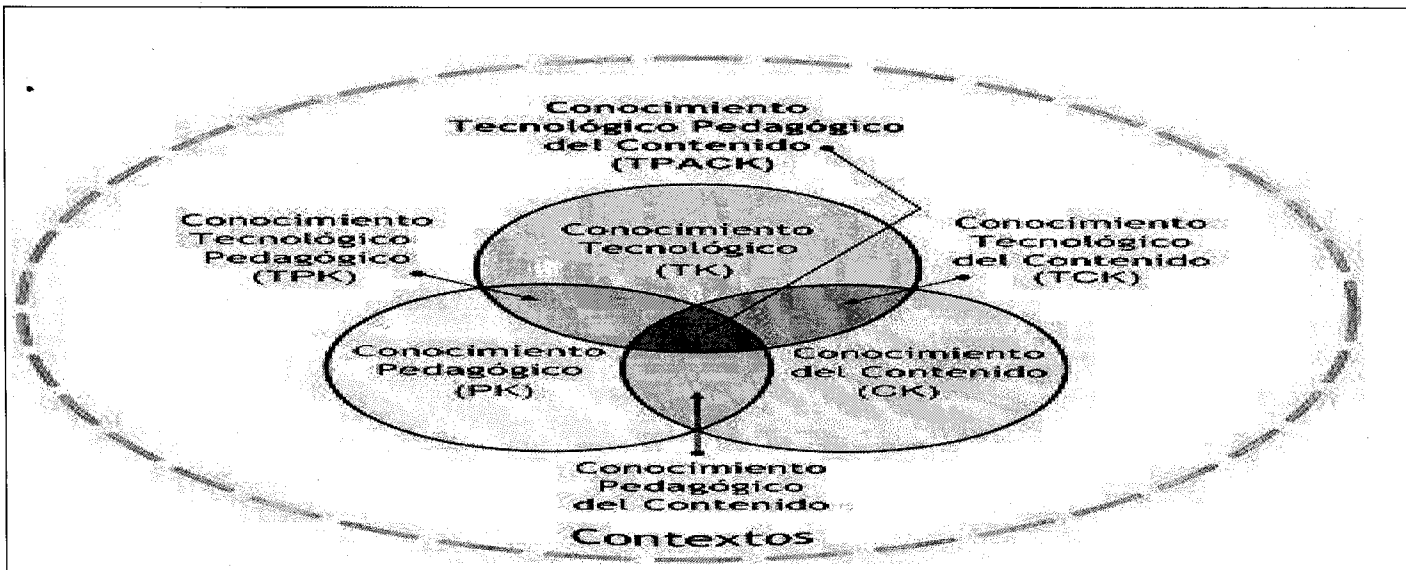 Conocimiento
Tecnológico Pedagógico
del Contenido
(TPACK)
Conocimiento
Tecnológico
Pedagógico
(TPK)
Conocimiento
Tecnológico
(TK)
Conocimiento
Tecnológico
del Contenido
(TCK)
Conocimiento
Pedagógico
(PK)
Conocimiento
del Contenido
(CK)
Conocimiento
Pedagógico
del Contenido
Contextos